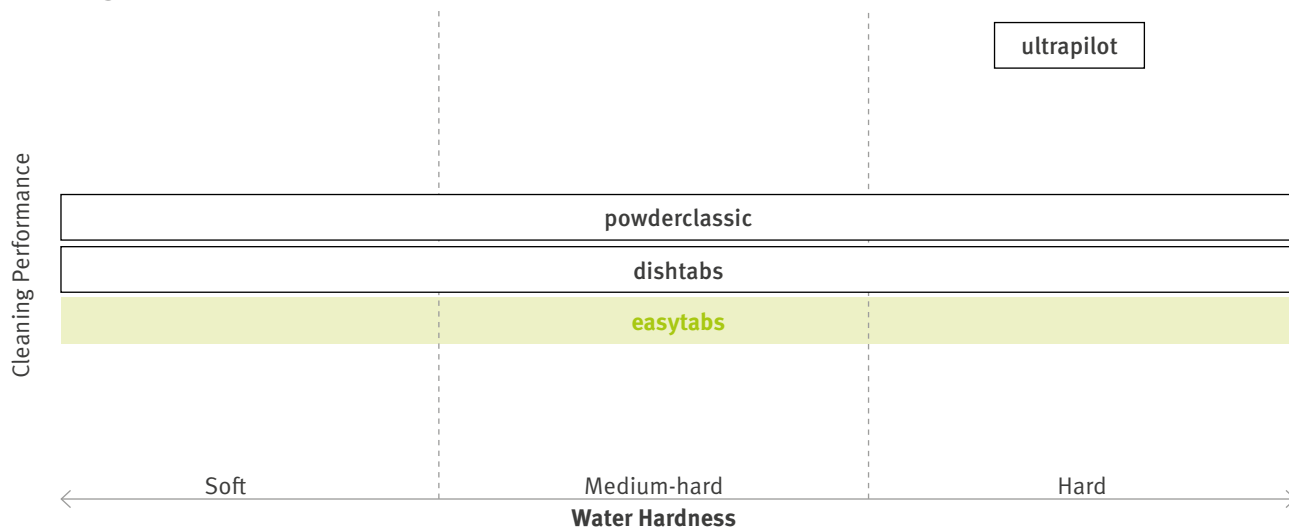 ultrapilot
Cleaning Performance
powderclassic
dishtabs
easytabs
Soft
Medium-hard
Hard
Water Hardness